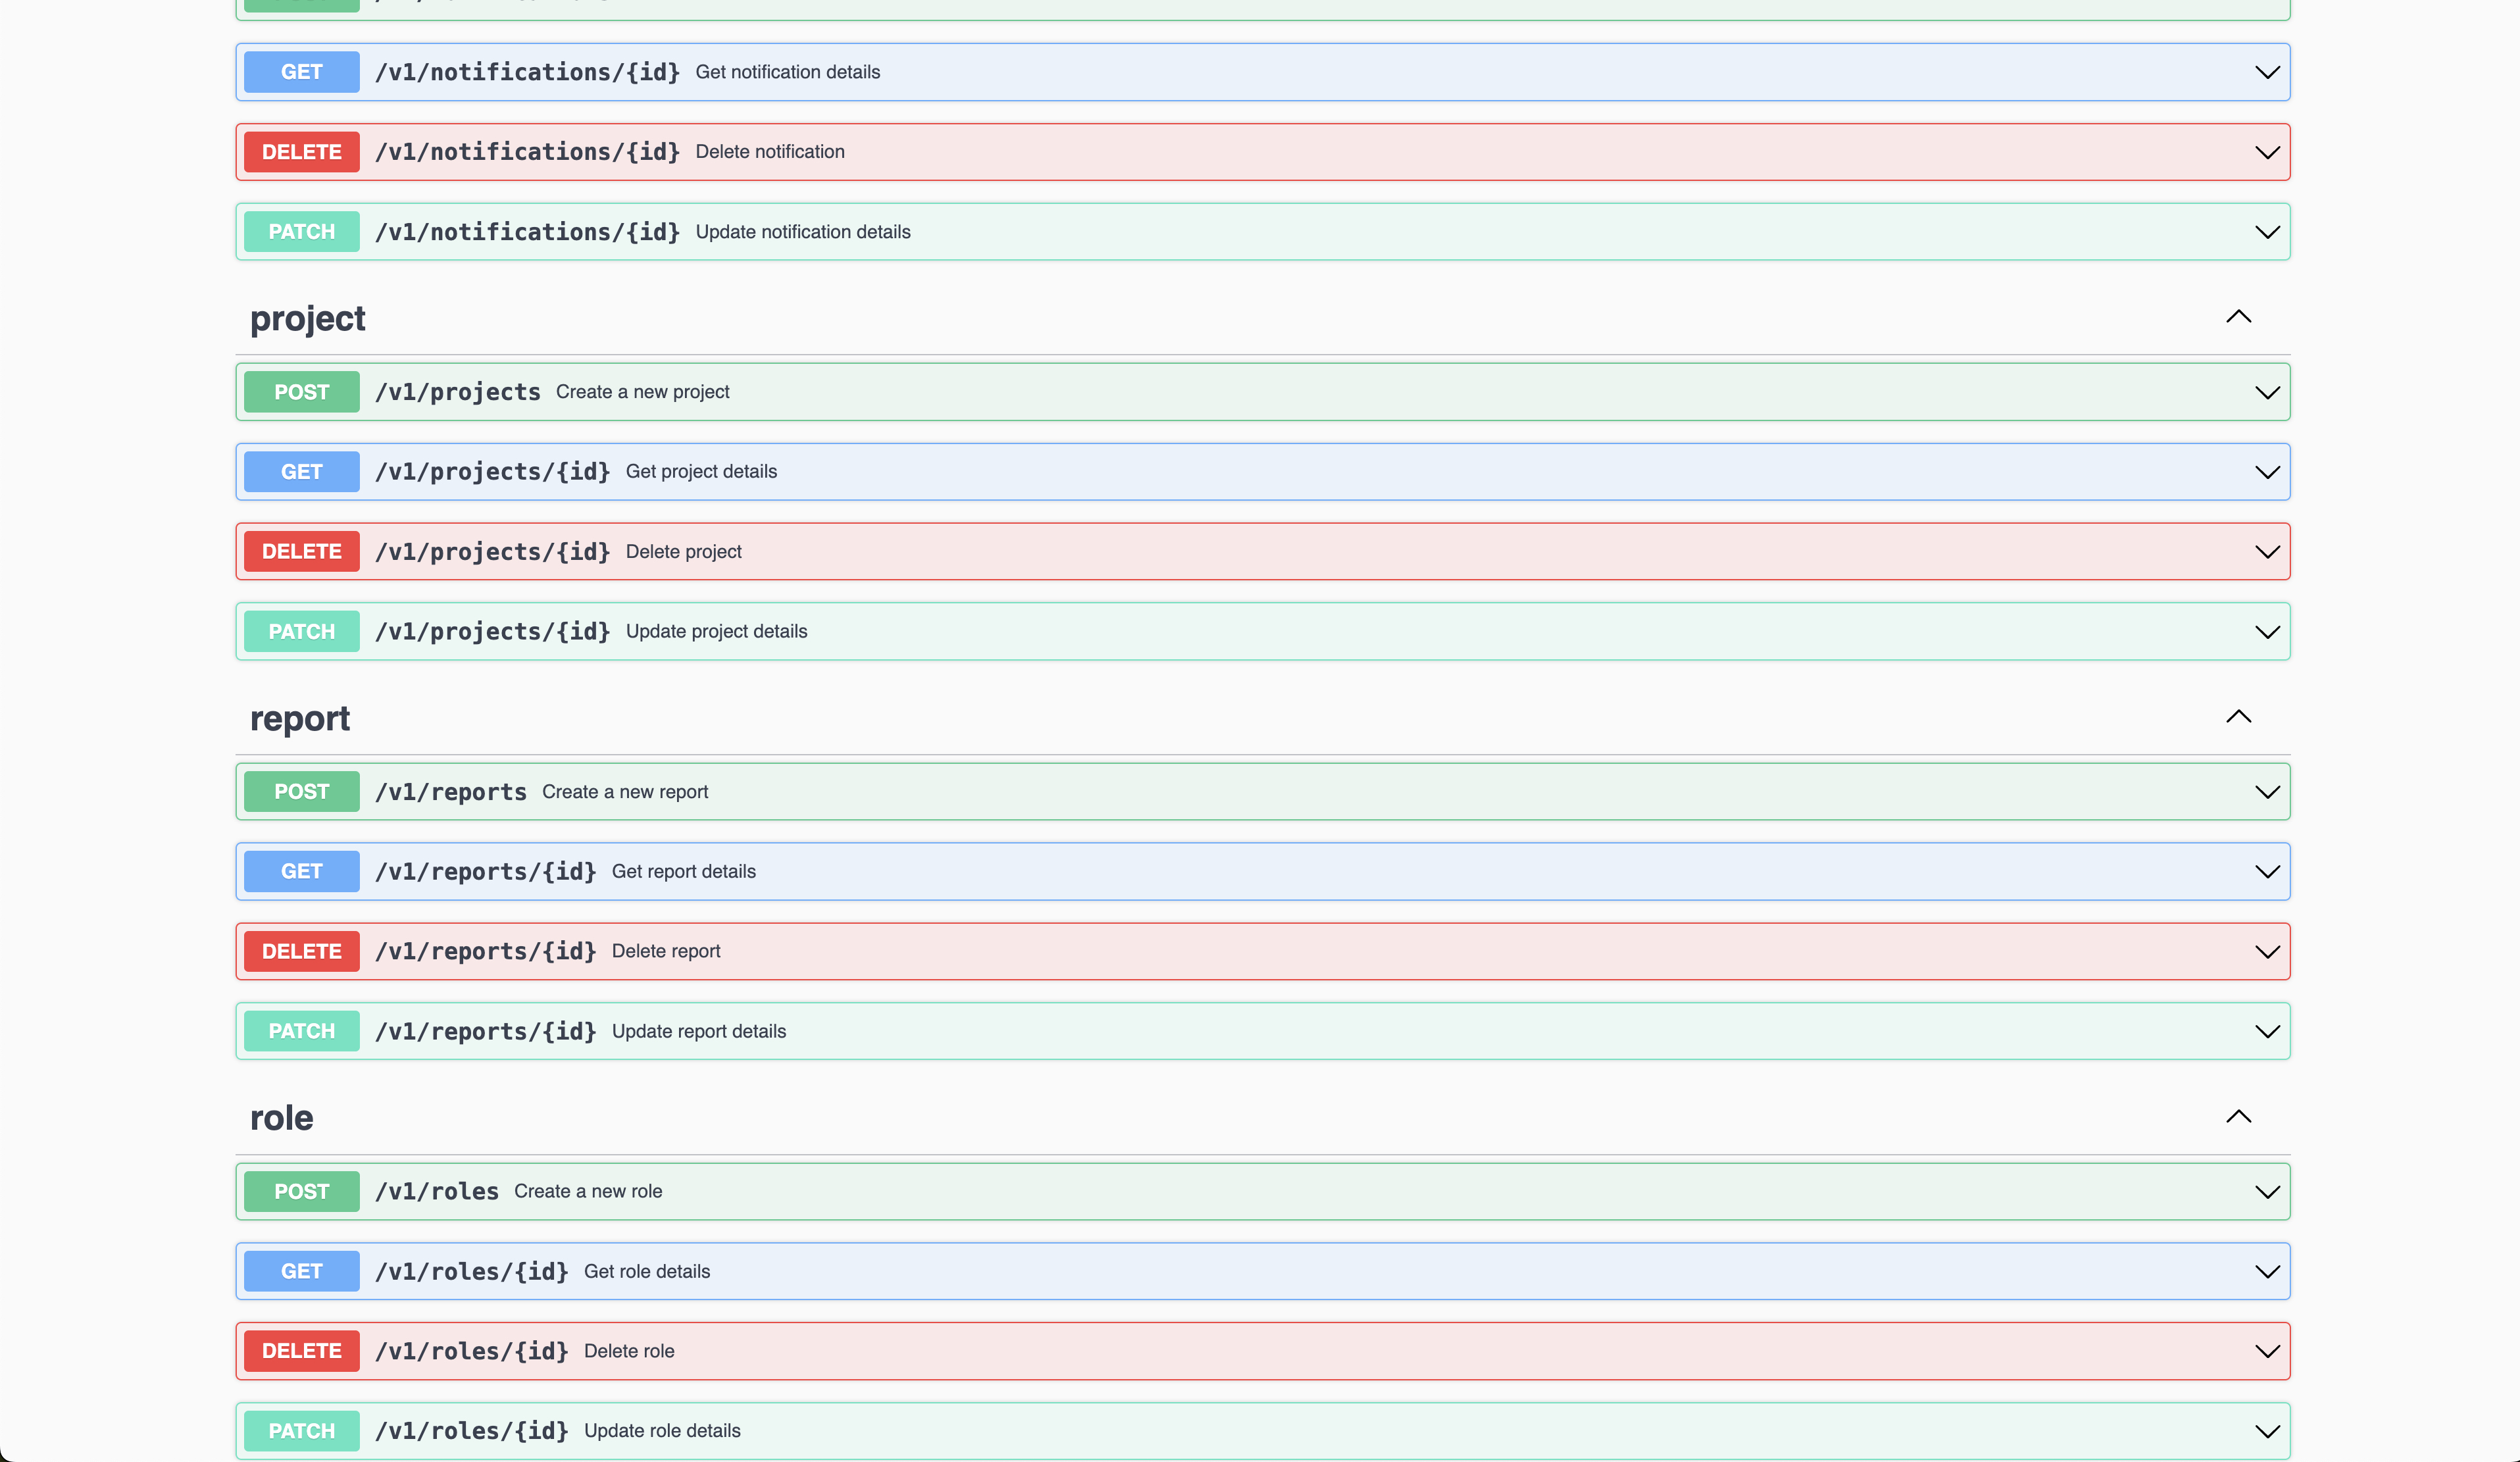 GET /v1/notifications/{id} Get notification details
DELETE /v1/notifications/{id} Delete notification
PATCH /v1/notifications/{id} Update notification details
project
POST /v1/projects Create a new project
GET /v1/projects/{id} Get project details
DELETE /v1/projects/{id} Delete project
PATCH /v1/projects/{id} Update project details
report
POST /v1/reports Create a new report
GET /v1/reports/{id} Get report details
DELETE /v1/reports/{id} Delete report
PATCH /v1/reports/{id} Update report details
role
POST /v1/roles Create a new role
GET /v1/roles/{id} Get role details
DELETE /v1/roles/{id} Delete role
PATCH /v1/roles/{id} Update role details